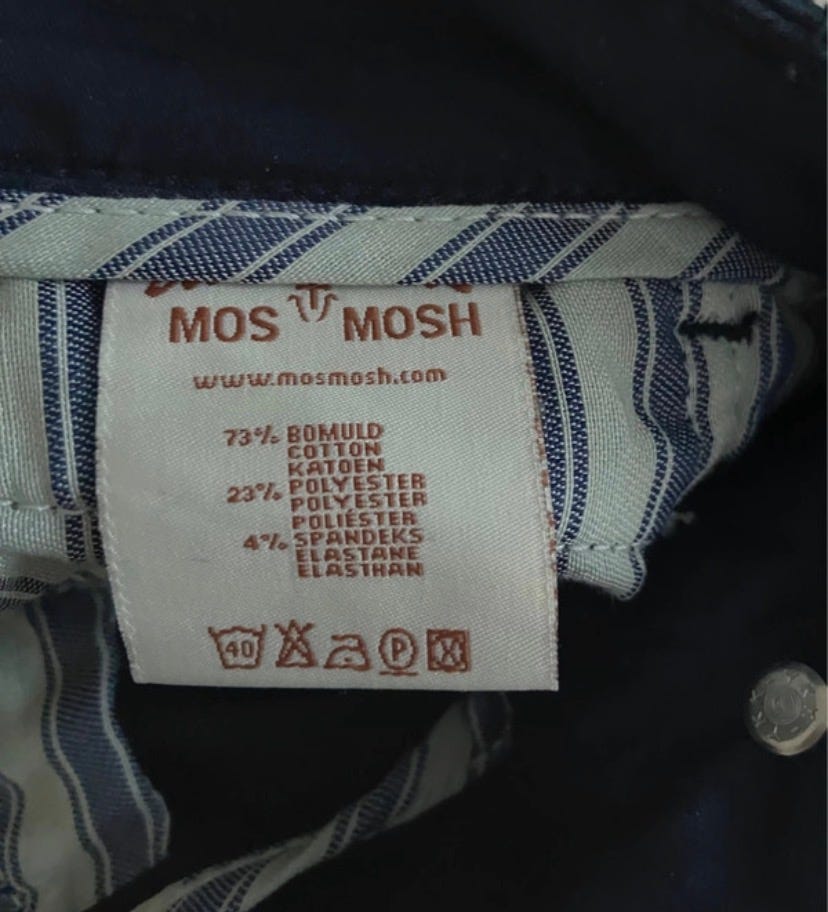 MOS MOSH
www.mosmosh.com
73% BOMULD
COTTON
KATOEN
23% POLYESTER
POLYESTER
POLIÉSTER
4% SPANDEKS
ELASTANE
ELASTHAN
40 P